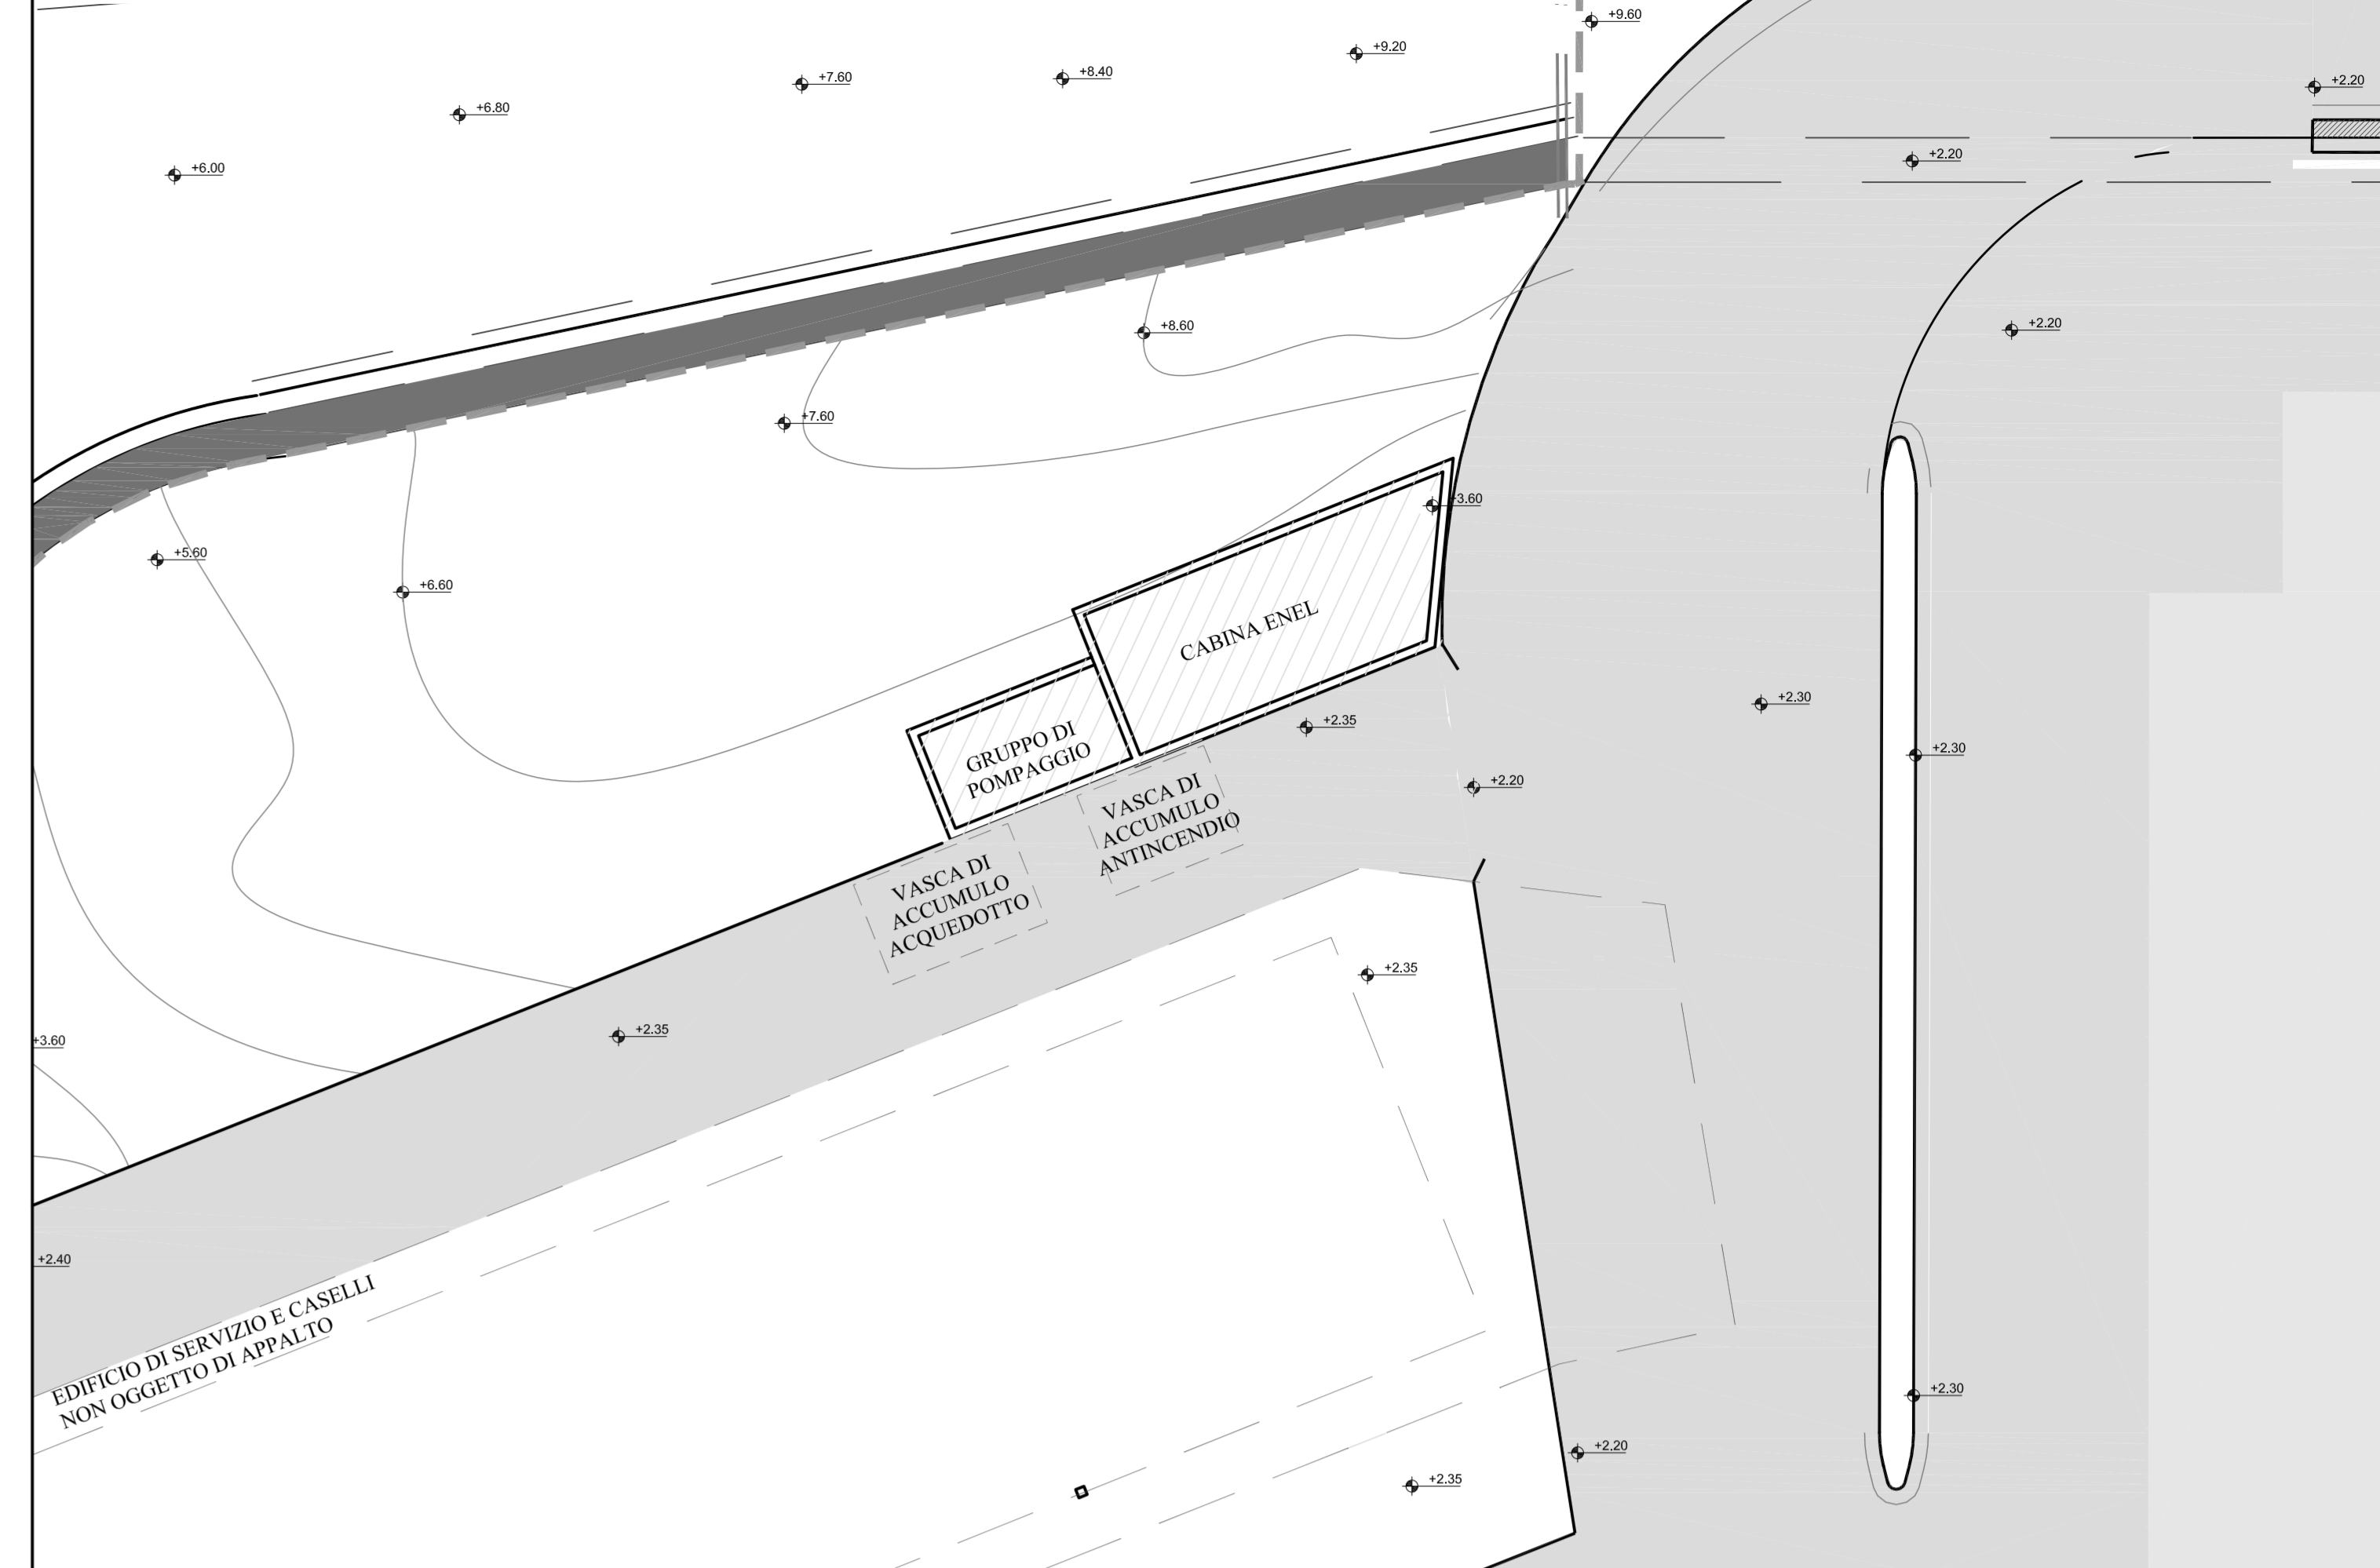 +9.60
+9.20
+8.40
+7.60
+2.20
+6.80
+2.20
+6.00
+2.20
+8.60
+7.60
+3.60
+5.60
+6.60
CABINA ENEL
+2.30
+2.35
+2.30
GRUPPO DI
POMPAGGIO
+2.20
VASCA DI
ACCUMULO
ANTINCENDIO
VASCA DI
ACCUMULO
ACQUEDOTTO
+2.35
+2.35
+3.60
+2.40
EDIFICIO DI SERVIZIO E CASELLI
NON OGGETTO DI APPALTO
+2.30
+2.20
+2.35